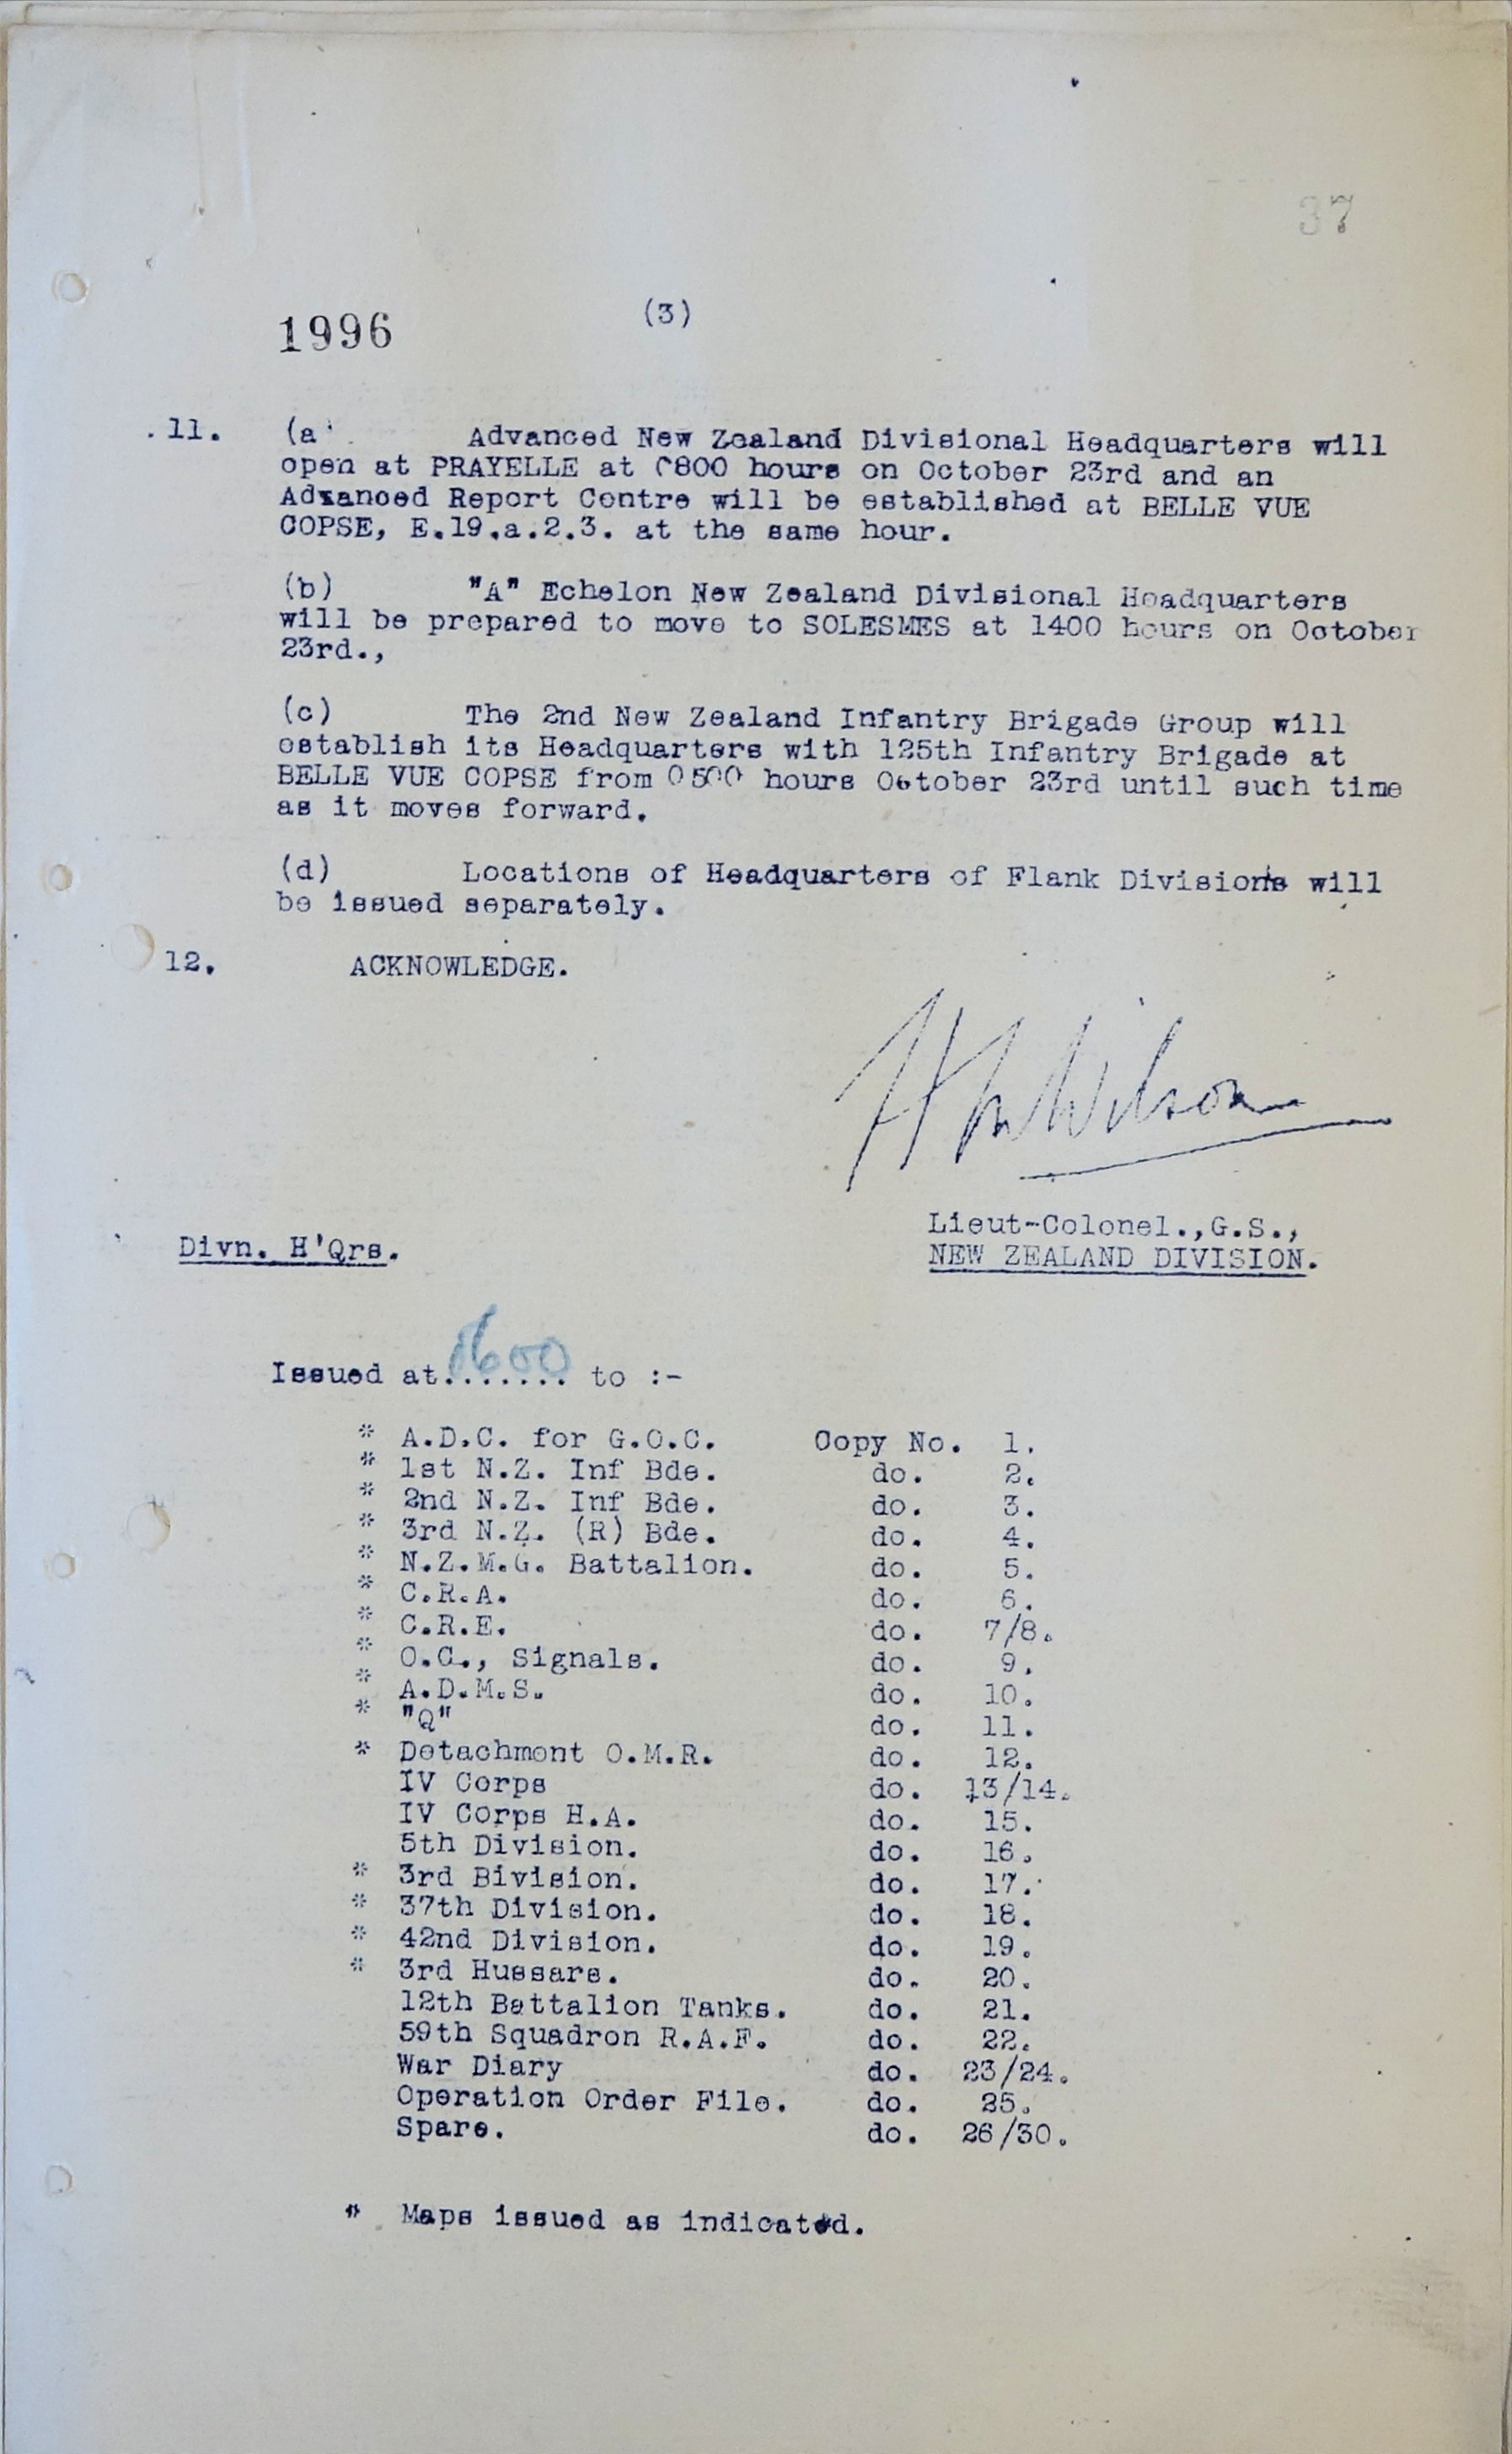 37
1996
(3)
11. (a) Advanced New Zealand Divisional Headquarters will
open at PRAYELLE at 0800 hours on October 23rd and an
Advanced Report Centre will be established at BELLE VUE
COPSE, E.19.a.2.3. at the same hour.
(b) "A" Echelon New Zealand Divisional Headquarters
will be prepared to move to SOLESMES at 1400 hours on October
23rd.,
(c) The 2nd New Zealand Infantry Brigade Group will
establish its Headquarters with 125th Infantry Brigade at
BELLE VUE COPSE from 0500 hours October 23rd until such time
as it moves forward.
(d) Locations of Headquarters of Flank Divisions will
be issued separately.
12. ACKNOWLEDGE.
Wilson
Lieut-Colonel.,G.S.,
Divn. H'Qrs.
NEW ZEALAND DIVISION.
Issued at 1600 to :-
* A.D.C. for G.O.C. Copy No. 1.
* 1st N.Z. Inf Bde. do. 2.
* 2nd N.Z. Inf Bde. do. 3.
* 3rd N.Z. (R) Bde. do. 4.
* N.Z.M.G. Battalion. do. 5.
* C.R.A. do. 6.
* C.R.E. do. 7/8.
* O.C., Signals. do. 9.
* A.D.M.S. do. 10.
* "Q" do. 11.
* Detachment O.M.R. do. 12.
IV Corps do. 13/14.
IV Corps H.A. do. 15.
5th Division. do. 16.
* 3rd Bivision. do. 17.
* 37th Division. do. 18.
* 42nd Division. do. 19.
* 3rd Hussars. do. 20.
12th Battalion Tanks. do. 21.
59th Squadron R.A.F. do. 22.
War Diary do. 23/24.
Operation Order File. do. 25.
Spare. do. 26/30.
* Maps issued as indicated.